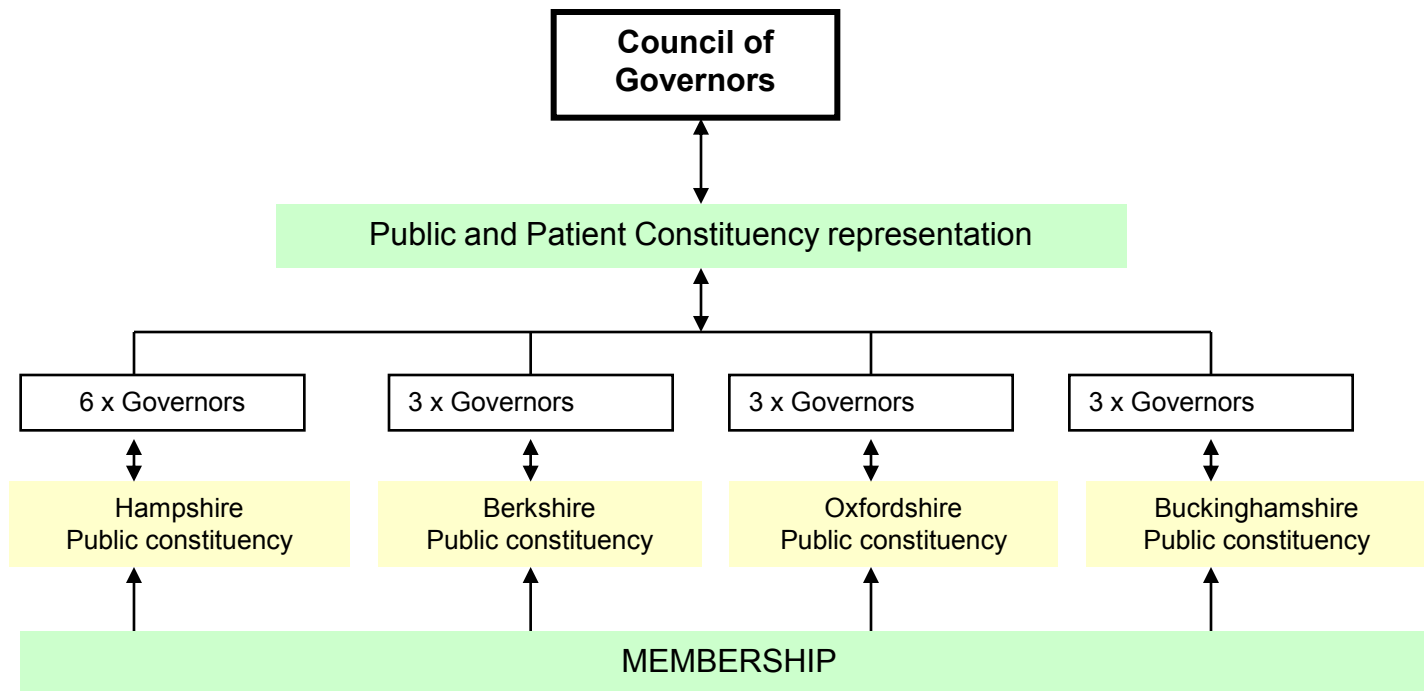 Council of
Governors
Public and Patient Constituency representation
6 x Governors
3 x Governors
3 x Governors
3 x Governors
Hampshire
Public constituency
Berkshire
Public constituency
Oxfordshire
Public constituency
Buckinghamshire
Public constituency
MEMBERSHIP